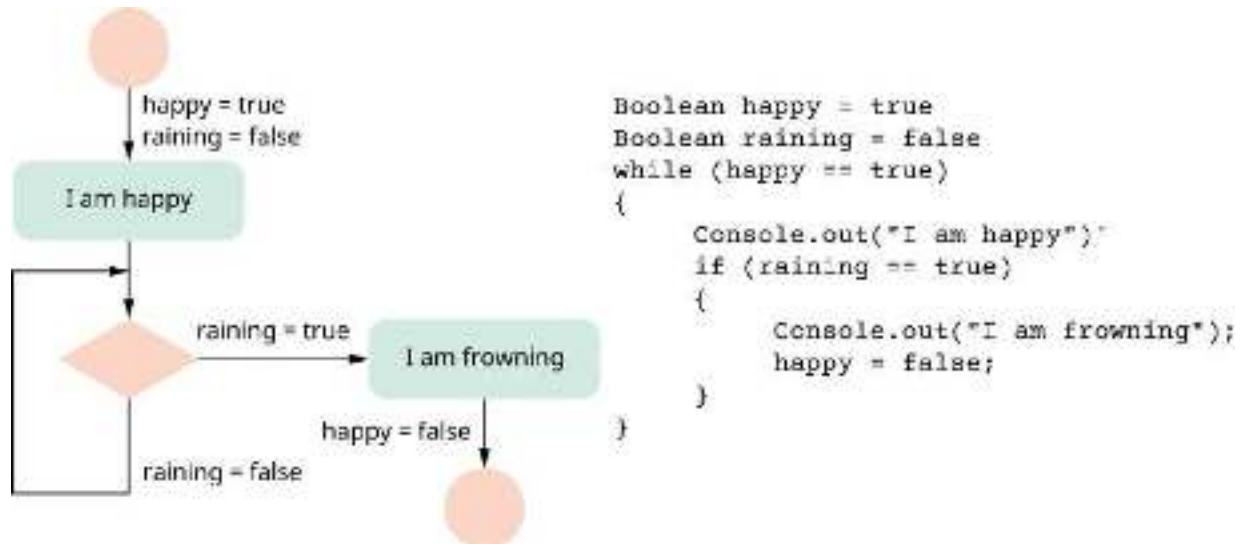 happy = true
raining = false
I am happy
raining = true
I am frowning
happy = false
raining = false
Boolean happy = true
Boolean raining = false
while (happy == true)
{
Console.out("I am happy")'
if (raining == true)
{
Console.out("I am frowning");
happy = false;
}
}